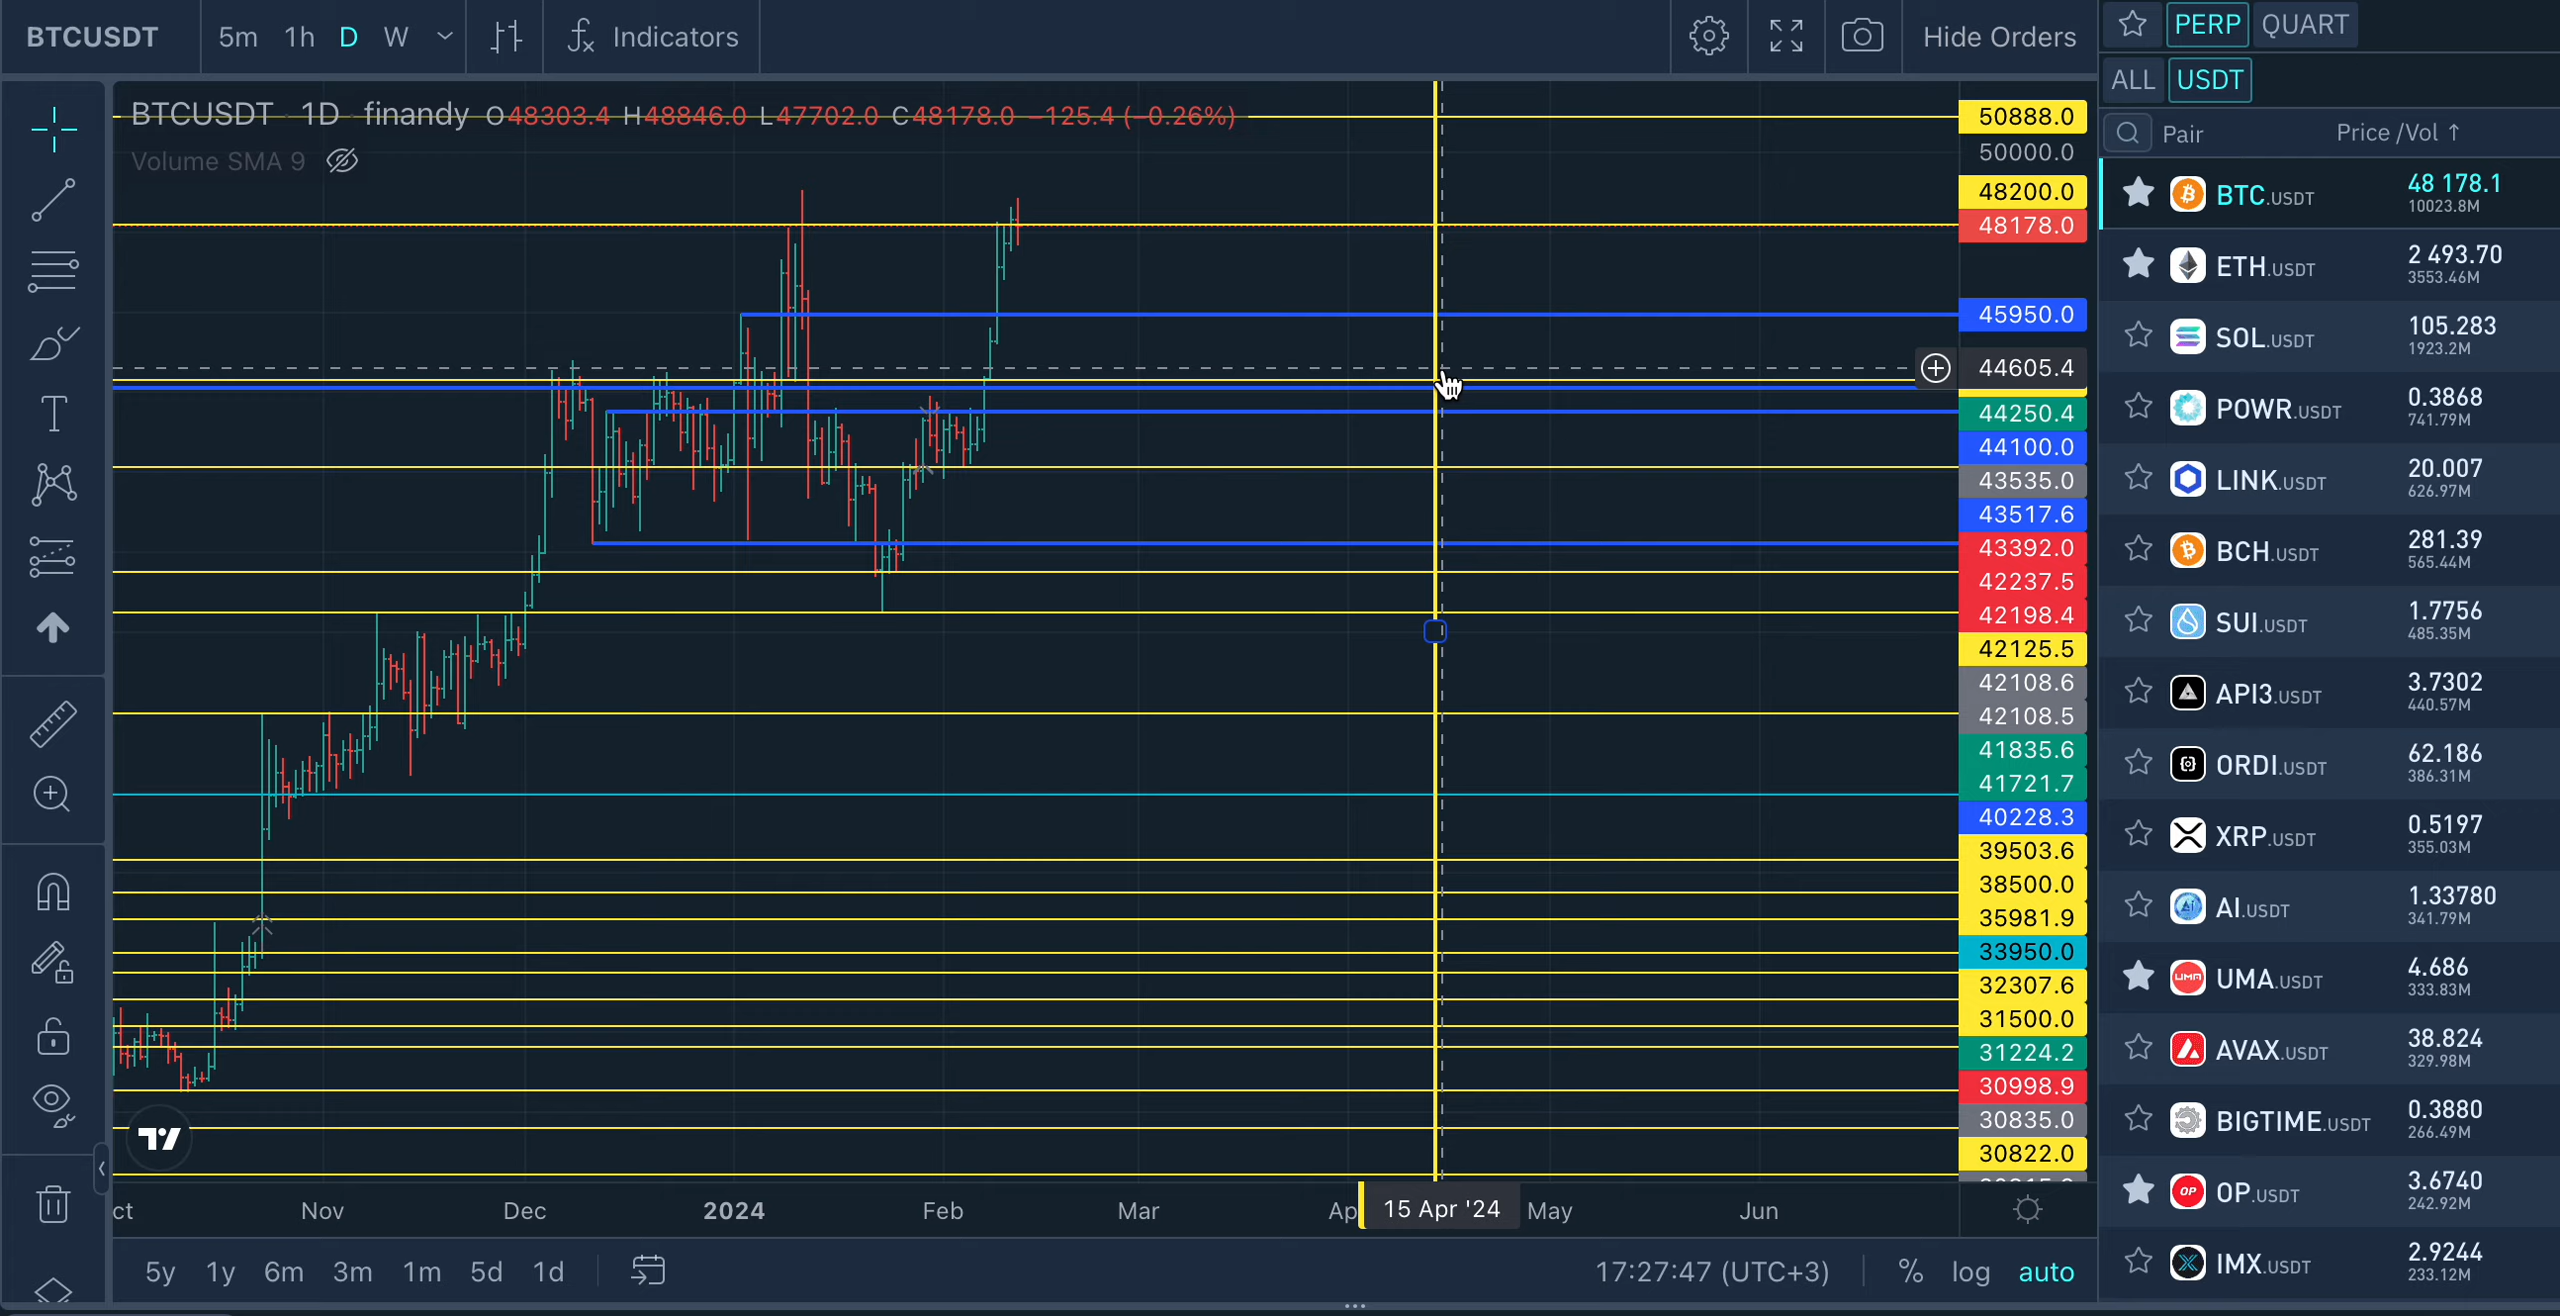 BTCUSDT 5m 1h D W Indicators Hide Orders
PERP QUART
ALL USDT
Pair Price /Vol ↑
BTCUSDT · 1D · finandy O48303.4 H48846.0 L47702.0 C48178.0 −125.4 (−0.26%)
Volume SMA 9
50888.0
50000.0
48200.0
48178.0
45950.0
44605.4
44250.4
44100.0
43535.0
43517.6
43392.0
42237.5
42198.4
42125.5
42108.6
42108.5
41835.6
41721.7
40228.3
39503.6
38500.0
35981.9
33950.0
32307.6
31500.0
31224.2
30998.9
30835.0
30822.0
BTC.USDT 48 178.1
10023.8M
ETH.USDT 2 493.70
3553.46M
SOL.USDT 105.283
1923.2M
POWR.USDT 0.3868
741.79M
LINK.USDT 20.007
626.97M
BCH.USDT 281.39
565.44M
SUI.USDT 1.7756
485.35M
API3.USDT 3.7302
440.57M
ORDI.USDT 62.186
386.31M
XRP.USDT 0.5197
355.03M
AI.USDT 1.33780
341.79M
UMA.USDT 4.686
333.83M
AVAX.USDT 38.824
329.98M
BIGTIME.USDT 0.3880
266.49M
OP.USDT 3.6740
242.92M
IMX.USDT 2.9244
233.12M
ct Nov Dec 2024 Feb Mar Ap 15 Apr '24 May Jun
5y 1y 6m 3m 1m 5d 1d 17:27:47 (UTC+3) % log auto